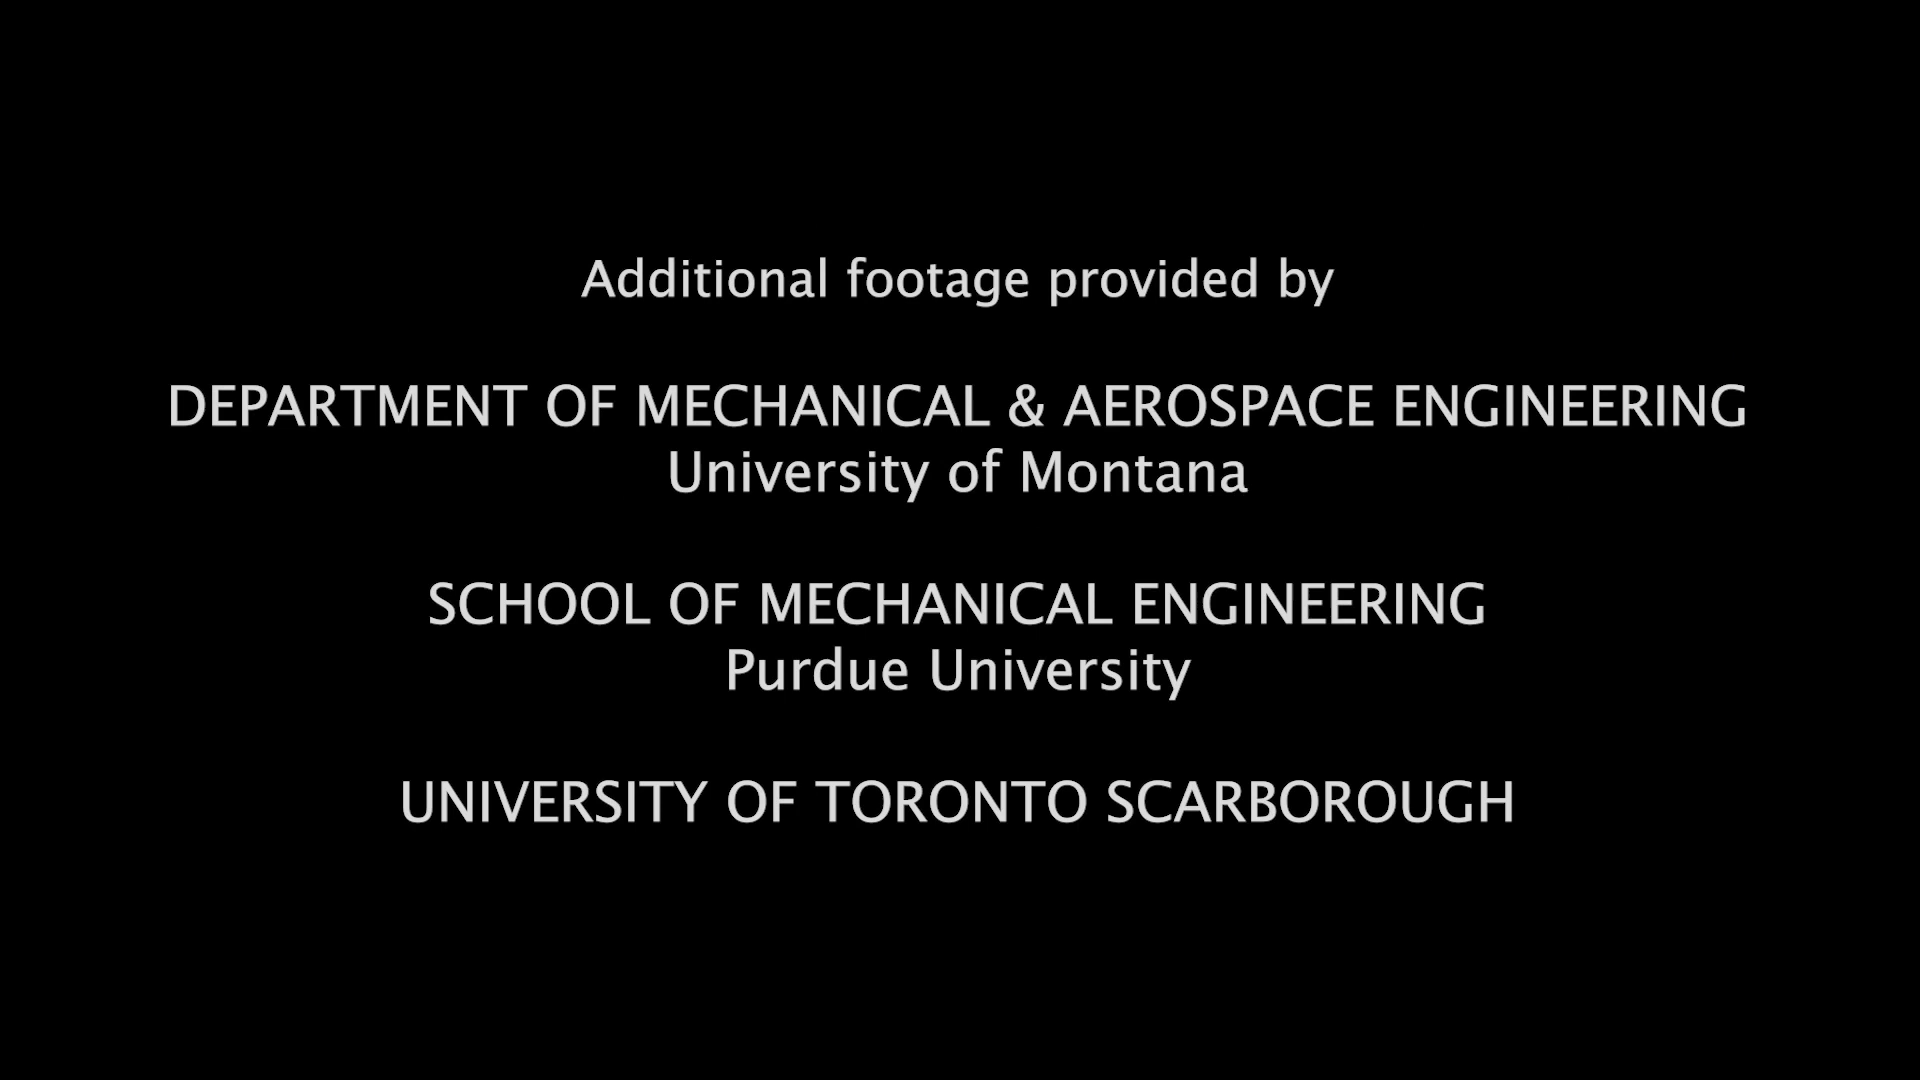 Additional footage provided by
DEPARTMENT OF MECHANICAL & AEROSPACE ENGINEERING
University of Montana
SCHOOL OF MECHANICAL ENGINEERING
Purdue University
UNIVERSITY OF TORONTO SCARBOROUGH